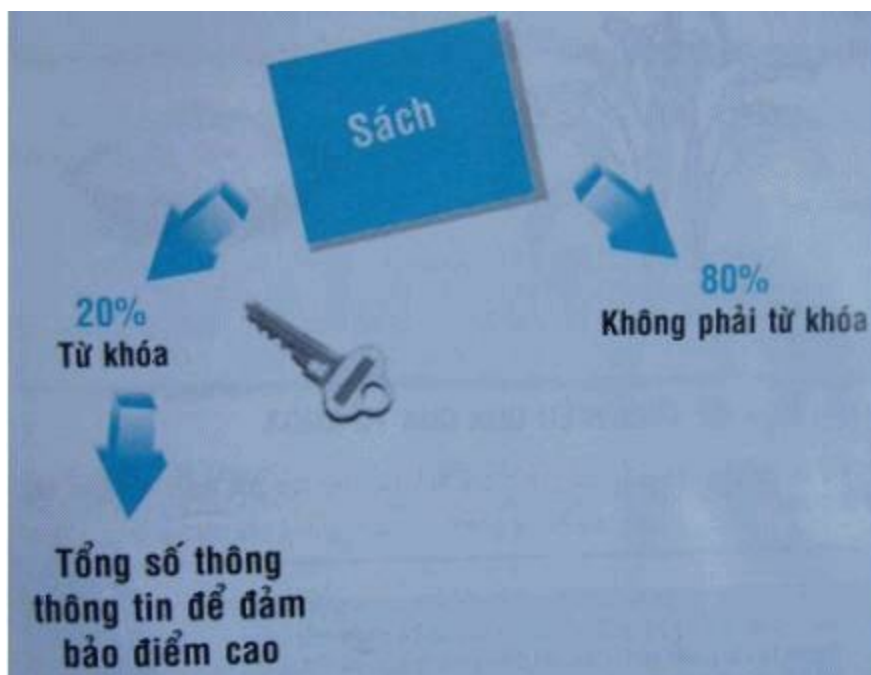 Sách
20%
Từ khóa
80%
Không phải từ khóa
Tổng số thông
thông tin để đảm
bảo điểm cao